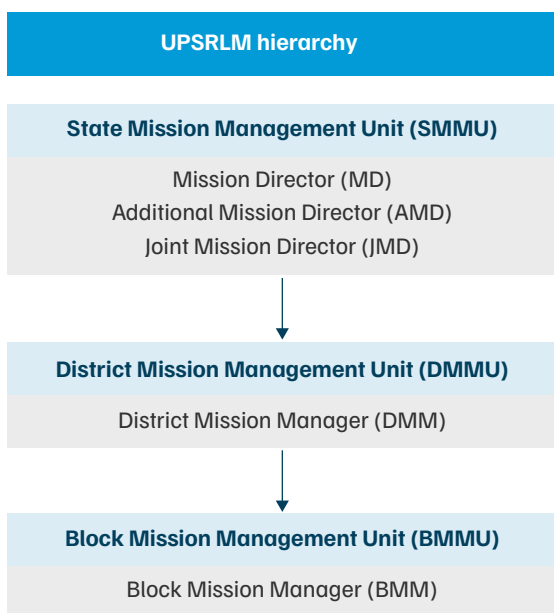 UPSRLM hierarchy
State Mission Management Unit (SMMU)
Mission Director (MD)
Additional Mission Director (AMD)
Joint Mission Director (JMD)
District Mission Management Unit (DMMU)
District Mission Manager (DMM)
Block Mission Management Unit (BMMU)
Block Mission Manager (BMM)